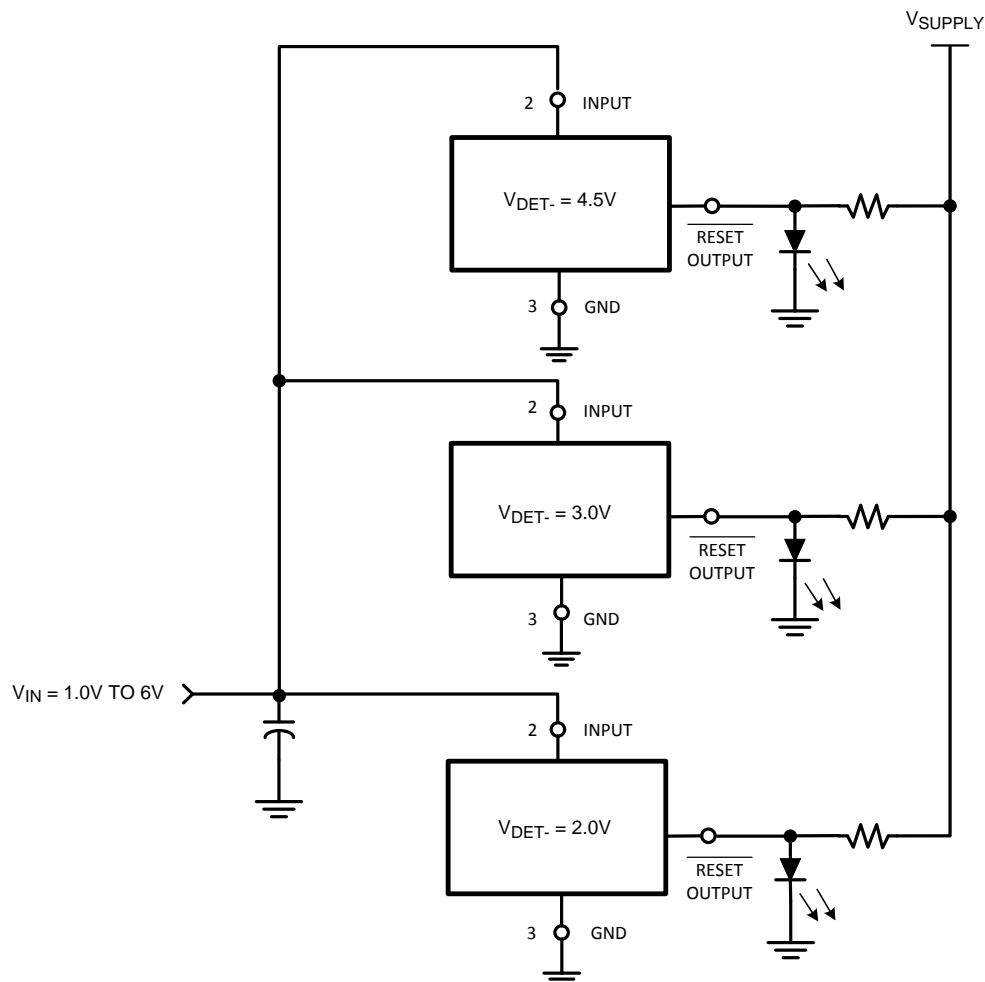 VSUPPLY
2 INPUT
VDET- = 4.5V
RESET
OUTPUT
3 GND
2 INPUT
VDET- = 3.0V
RESET
OUTPUT
3 GND
VIN = 1.0V TO 6V
2 INPUT
VDET- = 2.0V
RESET
OUTPUT
3 GND